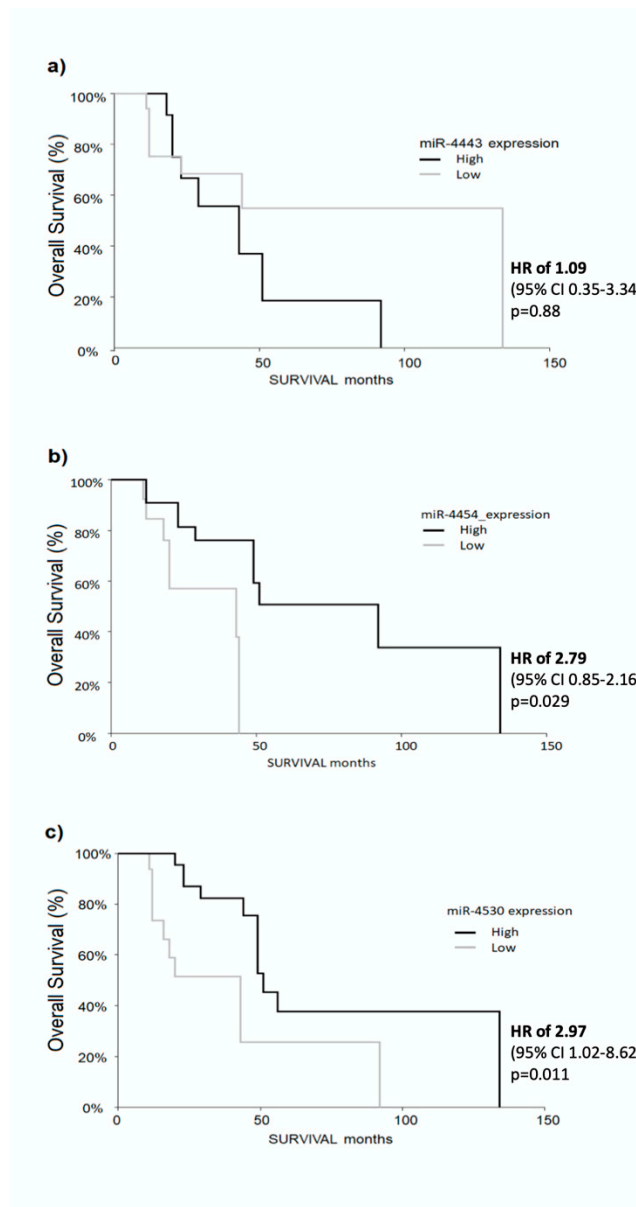 a)
100%
80%
60%
40%
20%
0%
Overall Survival (%)
miR-4443 expression
High
Low
HR of 1.09
(95% CI 0.35-3.34
p=0.88
0 50 100 150
SURVIVAL months
b)
100%
80%
60%
40%
20%
0%
Overall Survival (%)
miR-4454_expression
High
Low
HR of 2.79
(95% CI 0.85-2.16
p=0.029
0 50 100 150
SURVIVAL months
c)
100%
80%
60%
40%
20%
0%
Overall Survival (%)
miR-4530 expression
High
Low
HR of 2.97
(95% CI 1.02-8.62
p=0.011
0 50 100 150
SURVIVAL months